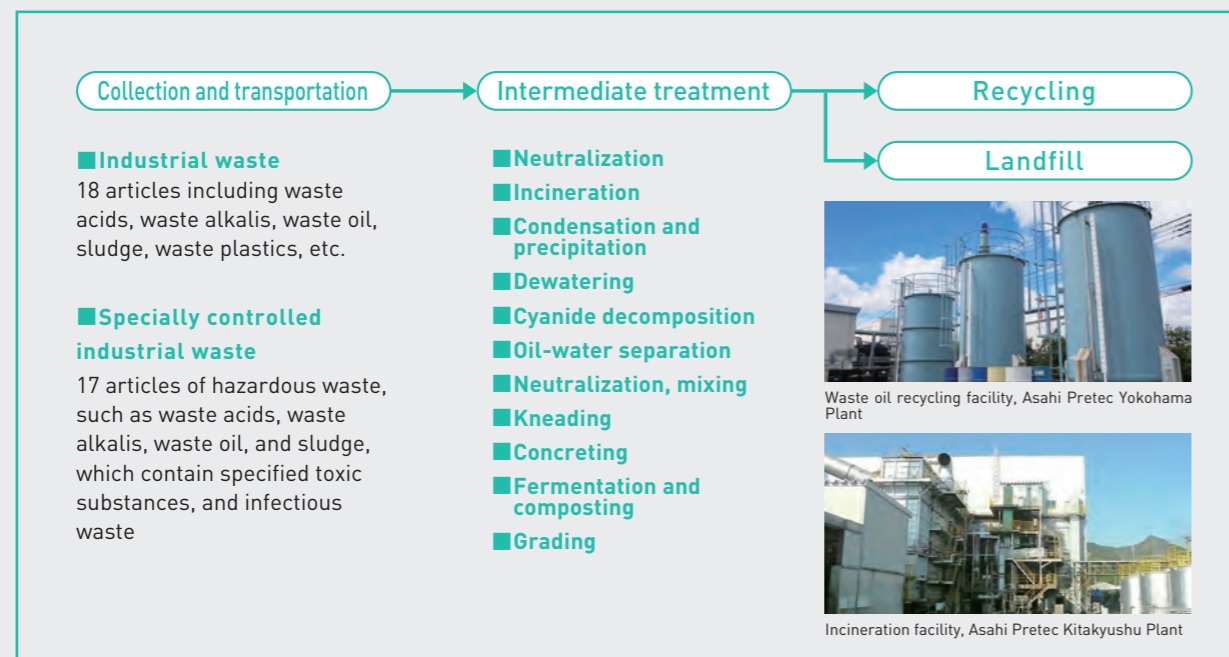 Collection and transportation
Intermediate treatment
Recycling
Landfill
■Industrial waste
18 articles including waste
acids, waste alkalis, waste oil,
sludge, waste plastics, etc.
■Specially controlled
industrial waste
17 articles of hazardous waste,
such as waste acids, waste
alkalis, waste oil, and sludge,
which contain specified toxic
substances, and infectious
waste
■Neutralization
■Incineration
■Condensation and
precipitation
■Dewatering
■Cyanide decomposition
■Oil-water separation
■Neutralization, mixing
■Kneading
■Concreting
■Fermentation and
composting
■Grading
Waste oil recycling facility, Asahi Pretec Yokohama
Plant
Incineration facility, Asahi Pretec Kitakyushu Plant